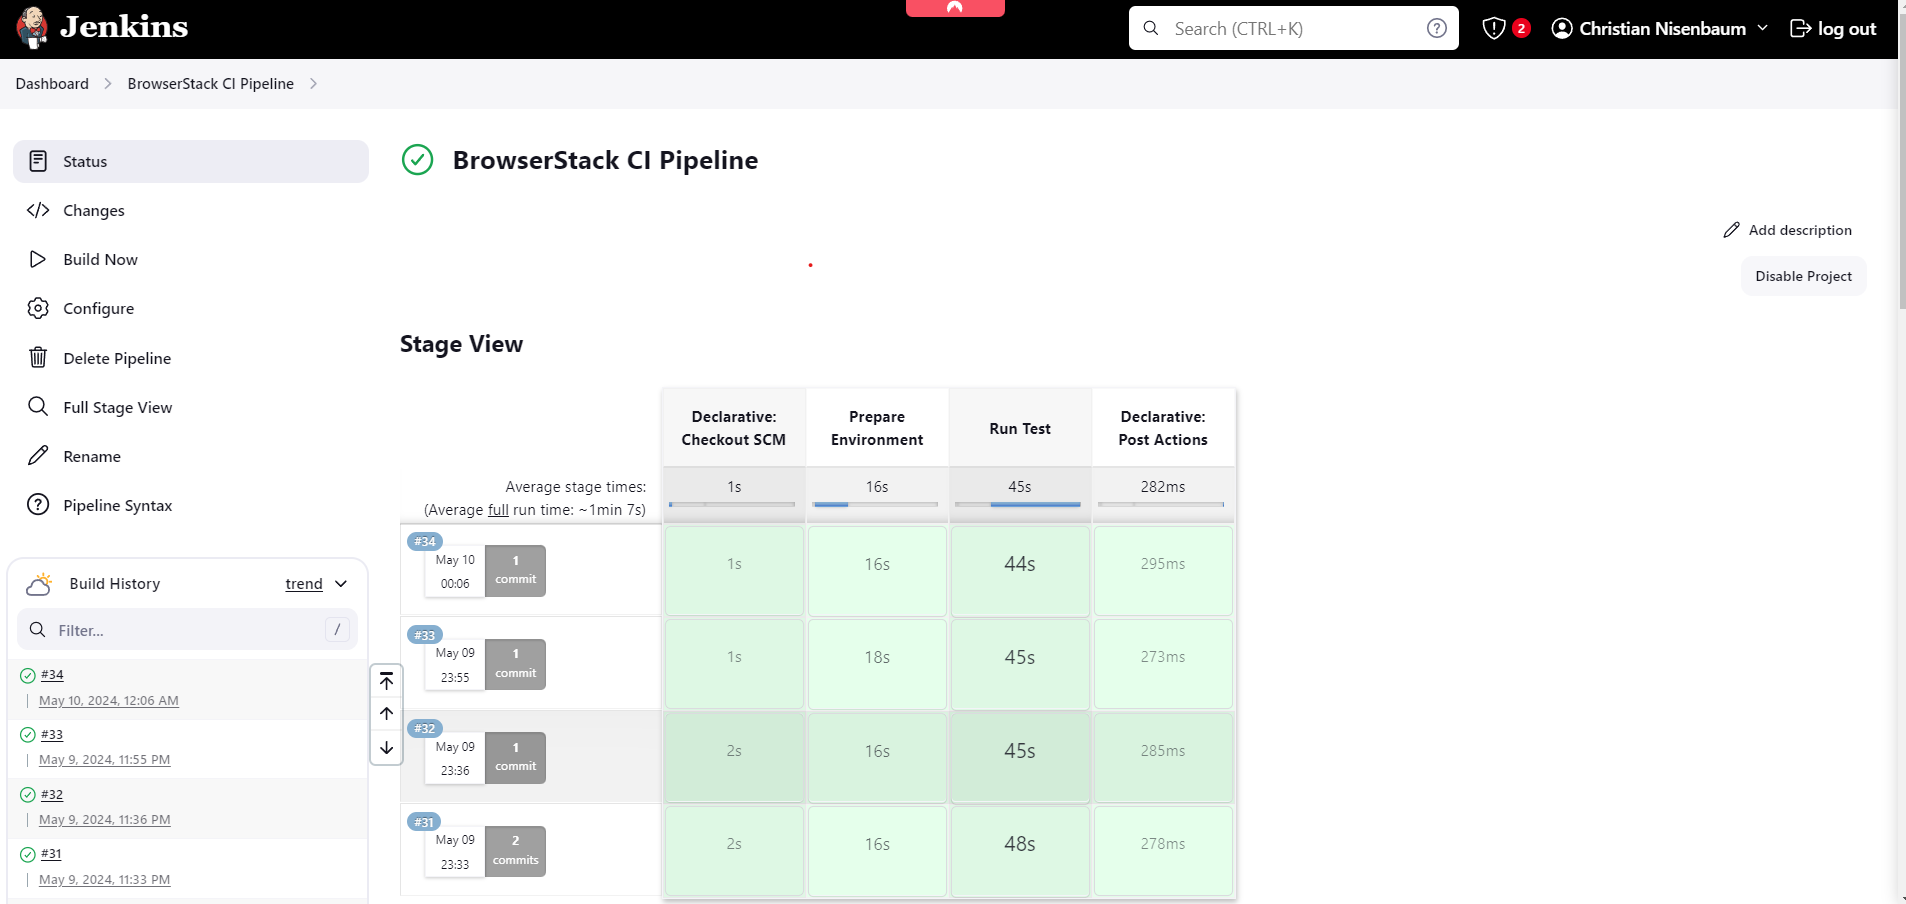 Jenkins
Search (CTRL+K)
?
2
Christian Nisenbaum
log out
Dashboard
BrowserStack CI Pipeline
Status
Changes
Build Now
Configure
Delete Pipeline
Full Stage View
Rename
Pipeline Syntax
Build History
trend
Filter...
/
#34
May 10, 2024, 12:06 AM
#33
May 9, 2024, 11:55 PM
#32
May 9, 2024, 11:36 PM
#31
May 9, 2024, 11:33 PM
BrowserStack CI Pipeline
Add description
Disable Project
Stage View
Declarative:
Checkout SCM
Prepare
Environment
Run Test
Declarative:
Post Actions
Average stage times:
(Average full run time: ~1min 7s)
1s
16s
45s
282ms
#34
May 10
00:06
1
commit
1s
16s
44s
295ms
#33
May 09
23:55
1
commit
1s
18s
45s
273ms
#32
May 09
23:36
1
commit
2s
16s
45s
285ms
#31
May 09
23:33
2
commits
2s
16s
48s
278ms